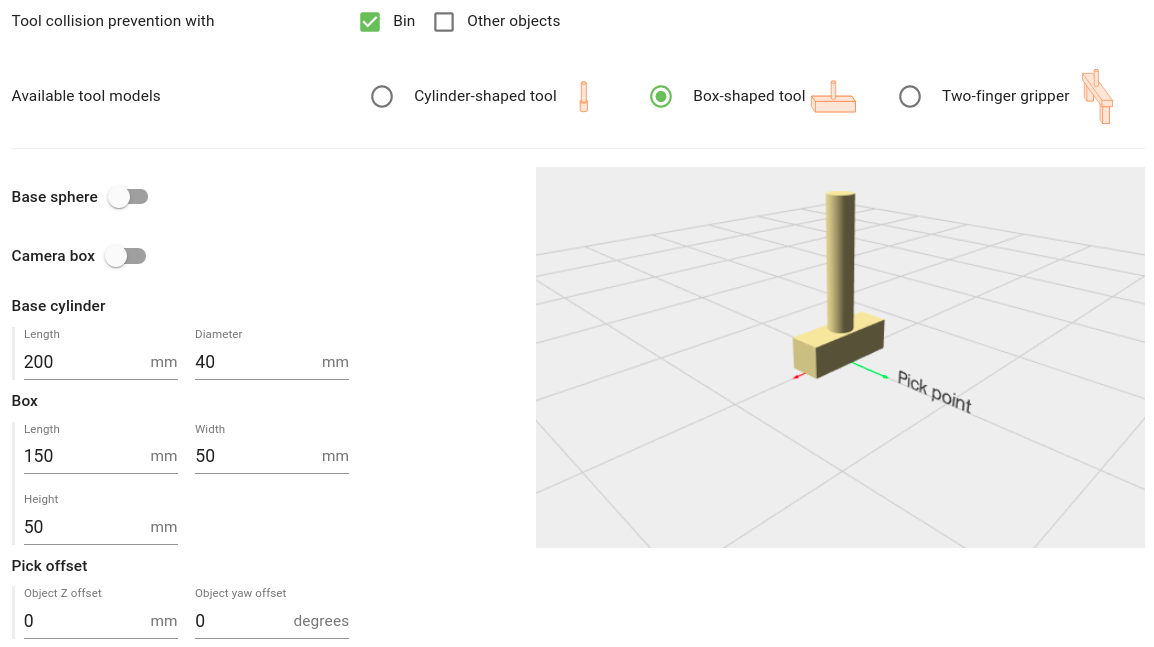 Tool collision prevention with Bin Other objects
Available tool models Cylinder-shaped tool Box-shaped tool Two-finger gripper
Base sphere
Camera box
Base cylinder
Length Diameter
200 mm 40 mm
Box
Length Width
150 mm 50 mm
Height
50 mm
Pick offset
Object Z offset Object yaw offset
0 mm 0 degrees
Pick point